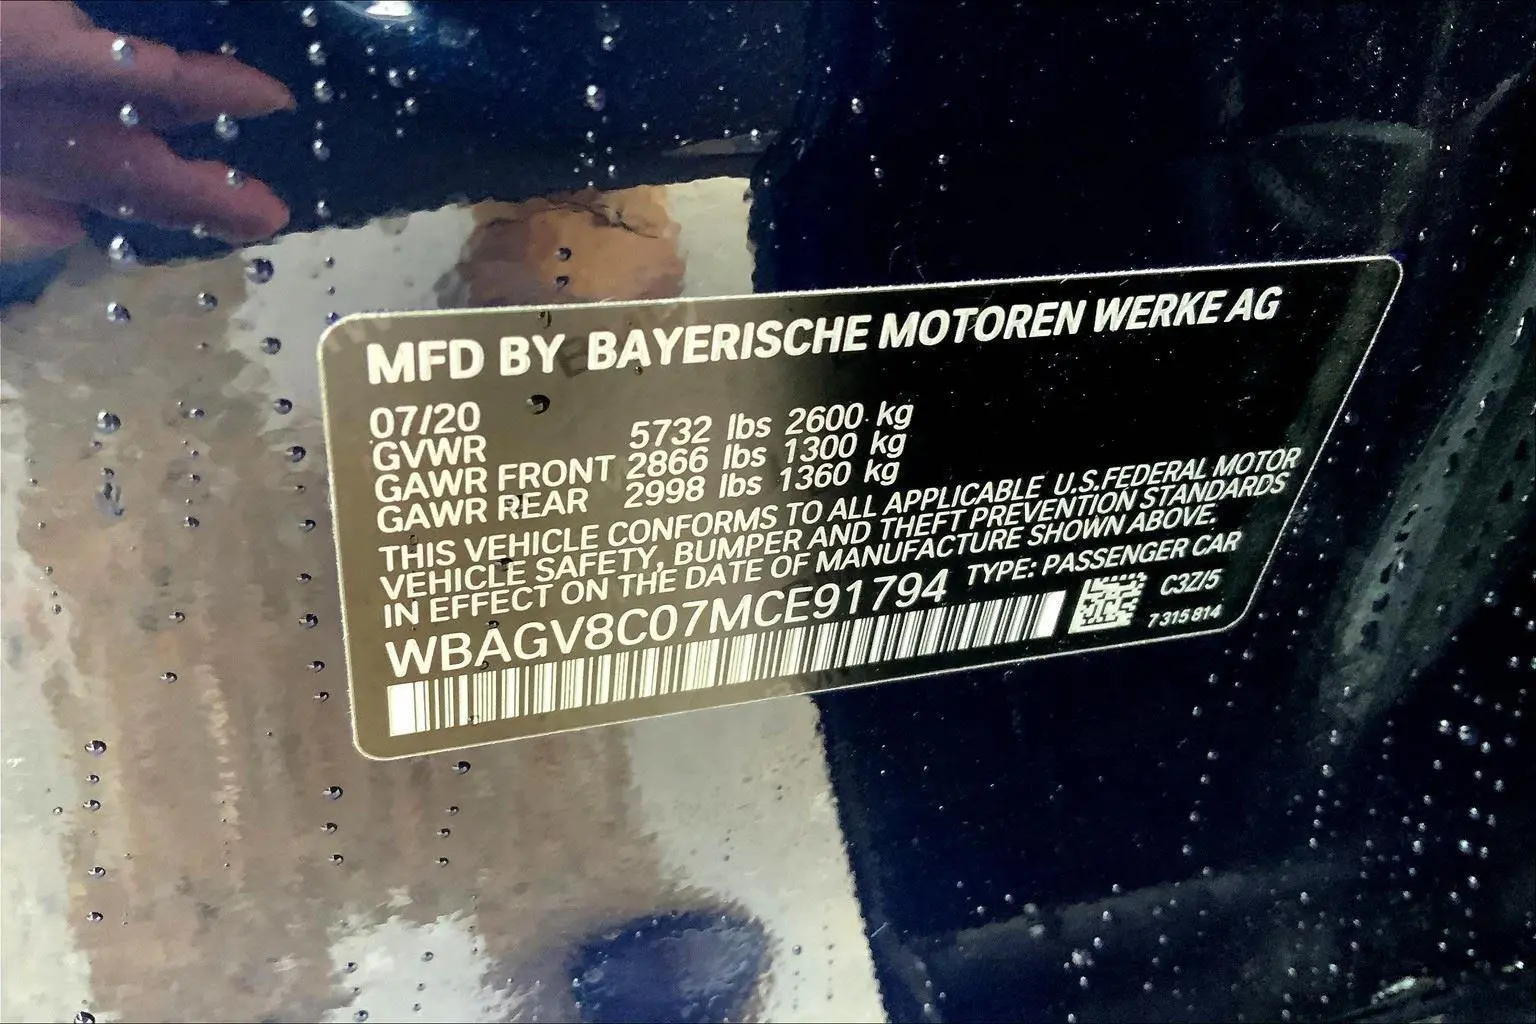 MFD BY BAYERISCHE MOTOREN WERKE AG
07/20
GVWR 5732 lbs 2600 kg
GAWR FRONT 2866 lbs 1300 kg
GAWR REAR 2998 lbs 1360 kg
THIS VEHICLE CONFORMS TO ALL APPLICABLE U.S.FEDERAL MOTOR
VEHICLE SAFETY, BUMPER AND THEFT PREVENTION STANDARDS
IN EFFECT ON THE DATE OF MANUFACTURE SHOWN ABOVE.
WBAGV8C07MCE91794 TYPE: PASSENGER CAR
C3Z/5
7 315 814